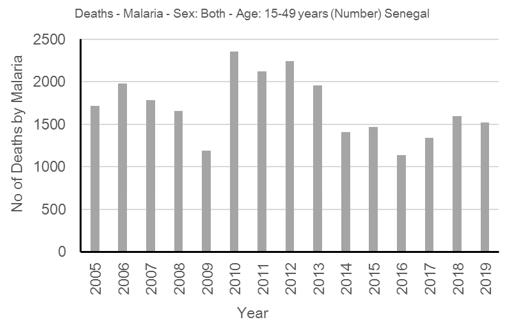 Deaths - Malaria - Sex: Both - Age: 15-49 years (Number) Senegal
No of Deaths by Malaria
2500
2000
1500
1000
500
0
2005 2006 2007 2008 2009 2010 2011 2012 2013 2014 2015 2016 2017 2018 2019
Year